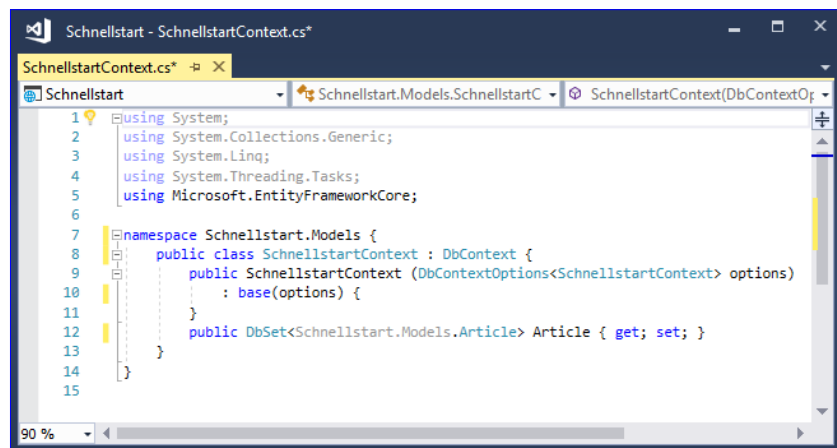 Schnellstart - SchnellstartContext.cs*
SchnellstartContext.cs*
Schnellstart Schnellstart.Models.SchnellstartC SchnellstartContext(DbContextOp
1 using System;
2 using System.Collections.Generic;
3 using System.Linq;
4 using System.Threading.Tasks;
5 using Microsoft.EntityFrameworkCore;
6
7 namespace Schnellstart.Models {
8 public class SchnellstartContext : DbContext {
9 public SchnellstartContext (DbContextOptions<SchnellstartContext> options)
10 : base(options) {
11 }
12 public DbSet<Schnellstart.Models.Article> Article { get; set; }
13 }
14 }
15
90 %